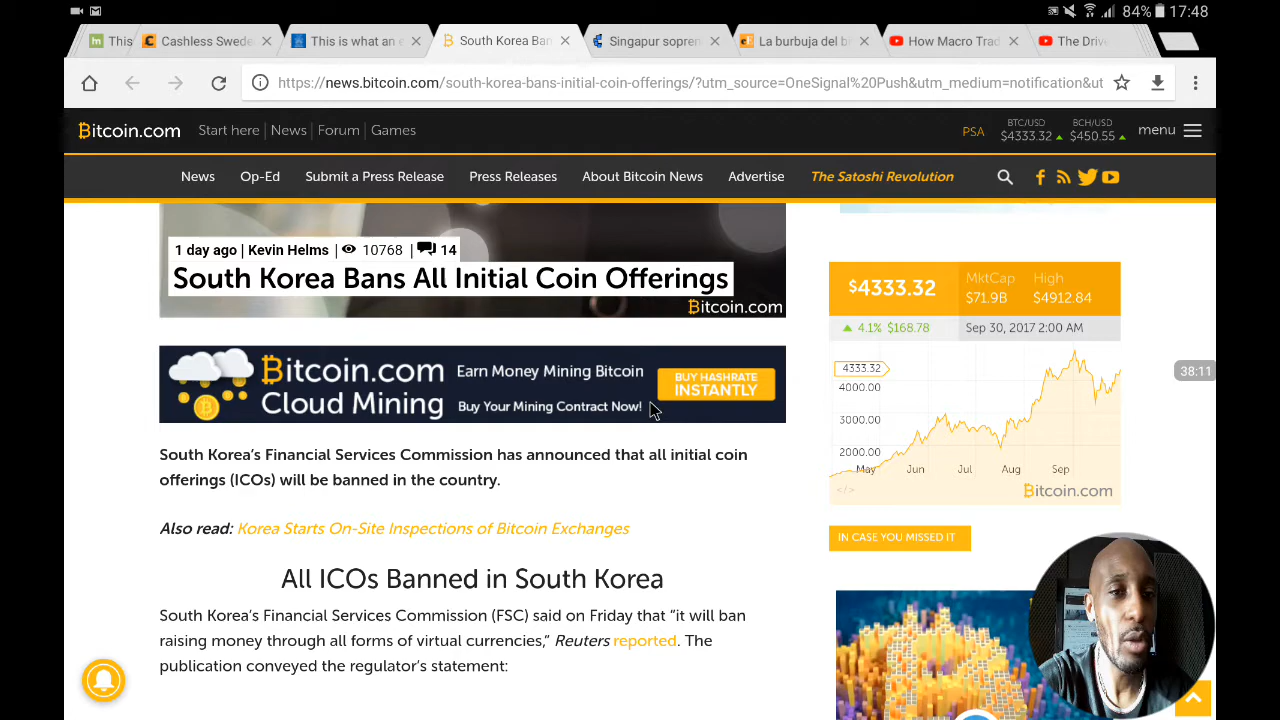 84% 17:48
This
Cashless Swede
This is what an e
South Korea Ban
Singapur sopren
La burbuja del b
How Macro Trad
The Drive
https://news.bitcoin.com/south-korea-bans-initial-coin-offerings/?utm_source=OneSignal%20Push&utm_medium=notification&ut
Bitcoin.com
Start here | News | Forum | Games
PSA
BTC/USD
$4333.32
BCH/USD
$450.55
menu
News
Op-Ed
Submit a Press Release
Press Releases
About Bitcoin News
Advertise
The Satoshi Revolution
1 day ago | Kevin Helms | 10768 | 14
South Korea Bans All Initial Coin Offerings
Bitcoin.com
Bitcoin.com
Cloud Mining
Earn Money Mining Bitcoin
Buy Your Mining Contract Now!
BUY HASHRATE
INSTANTLY
South Korea's Financial Services Commission has announced that all initial coin
offerings (ICOs) will be banned in the country.
Also read: Korea Starts On-Site Inspections of Bitcoin Exchanges
All ICOs Banned in South Korea
South Korea's Financial Services Commission (FSC) said on Friday that "it will ban
raising money through all forms of virtual currencies," Reuters reported. The
publication conveyed the regulator's statement:
$4333.32
MktCap
$71.9B
High
$4912.84
4.1% $168.78
Sep 30, 2017 2:00 AM
4333.32
4000.00
3000.00
2000.00
May Jun Jul Aug Sep
</>
Bitcoin.com
38:11
IN CASE YOU MISSED IT